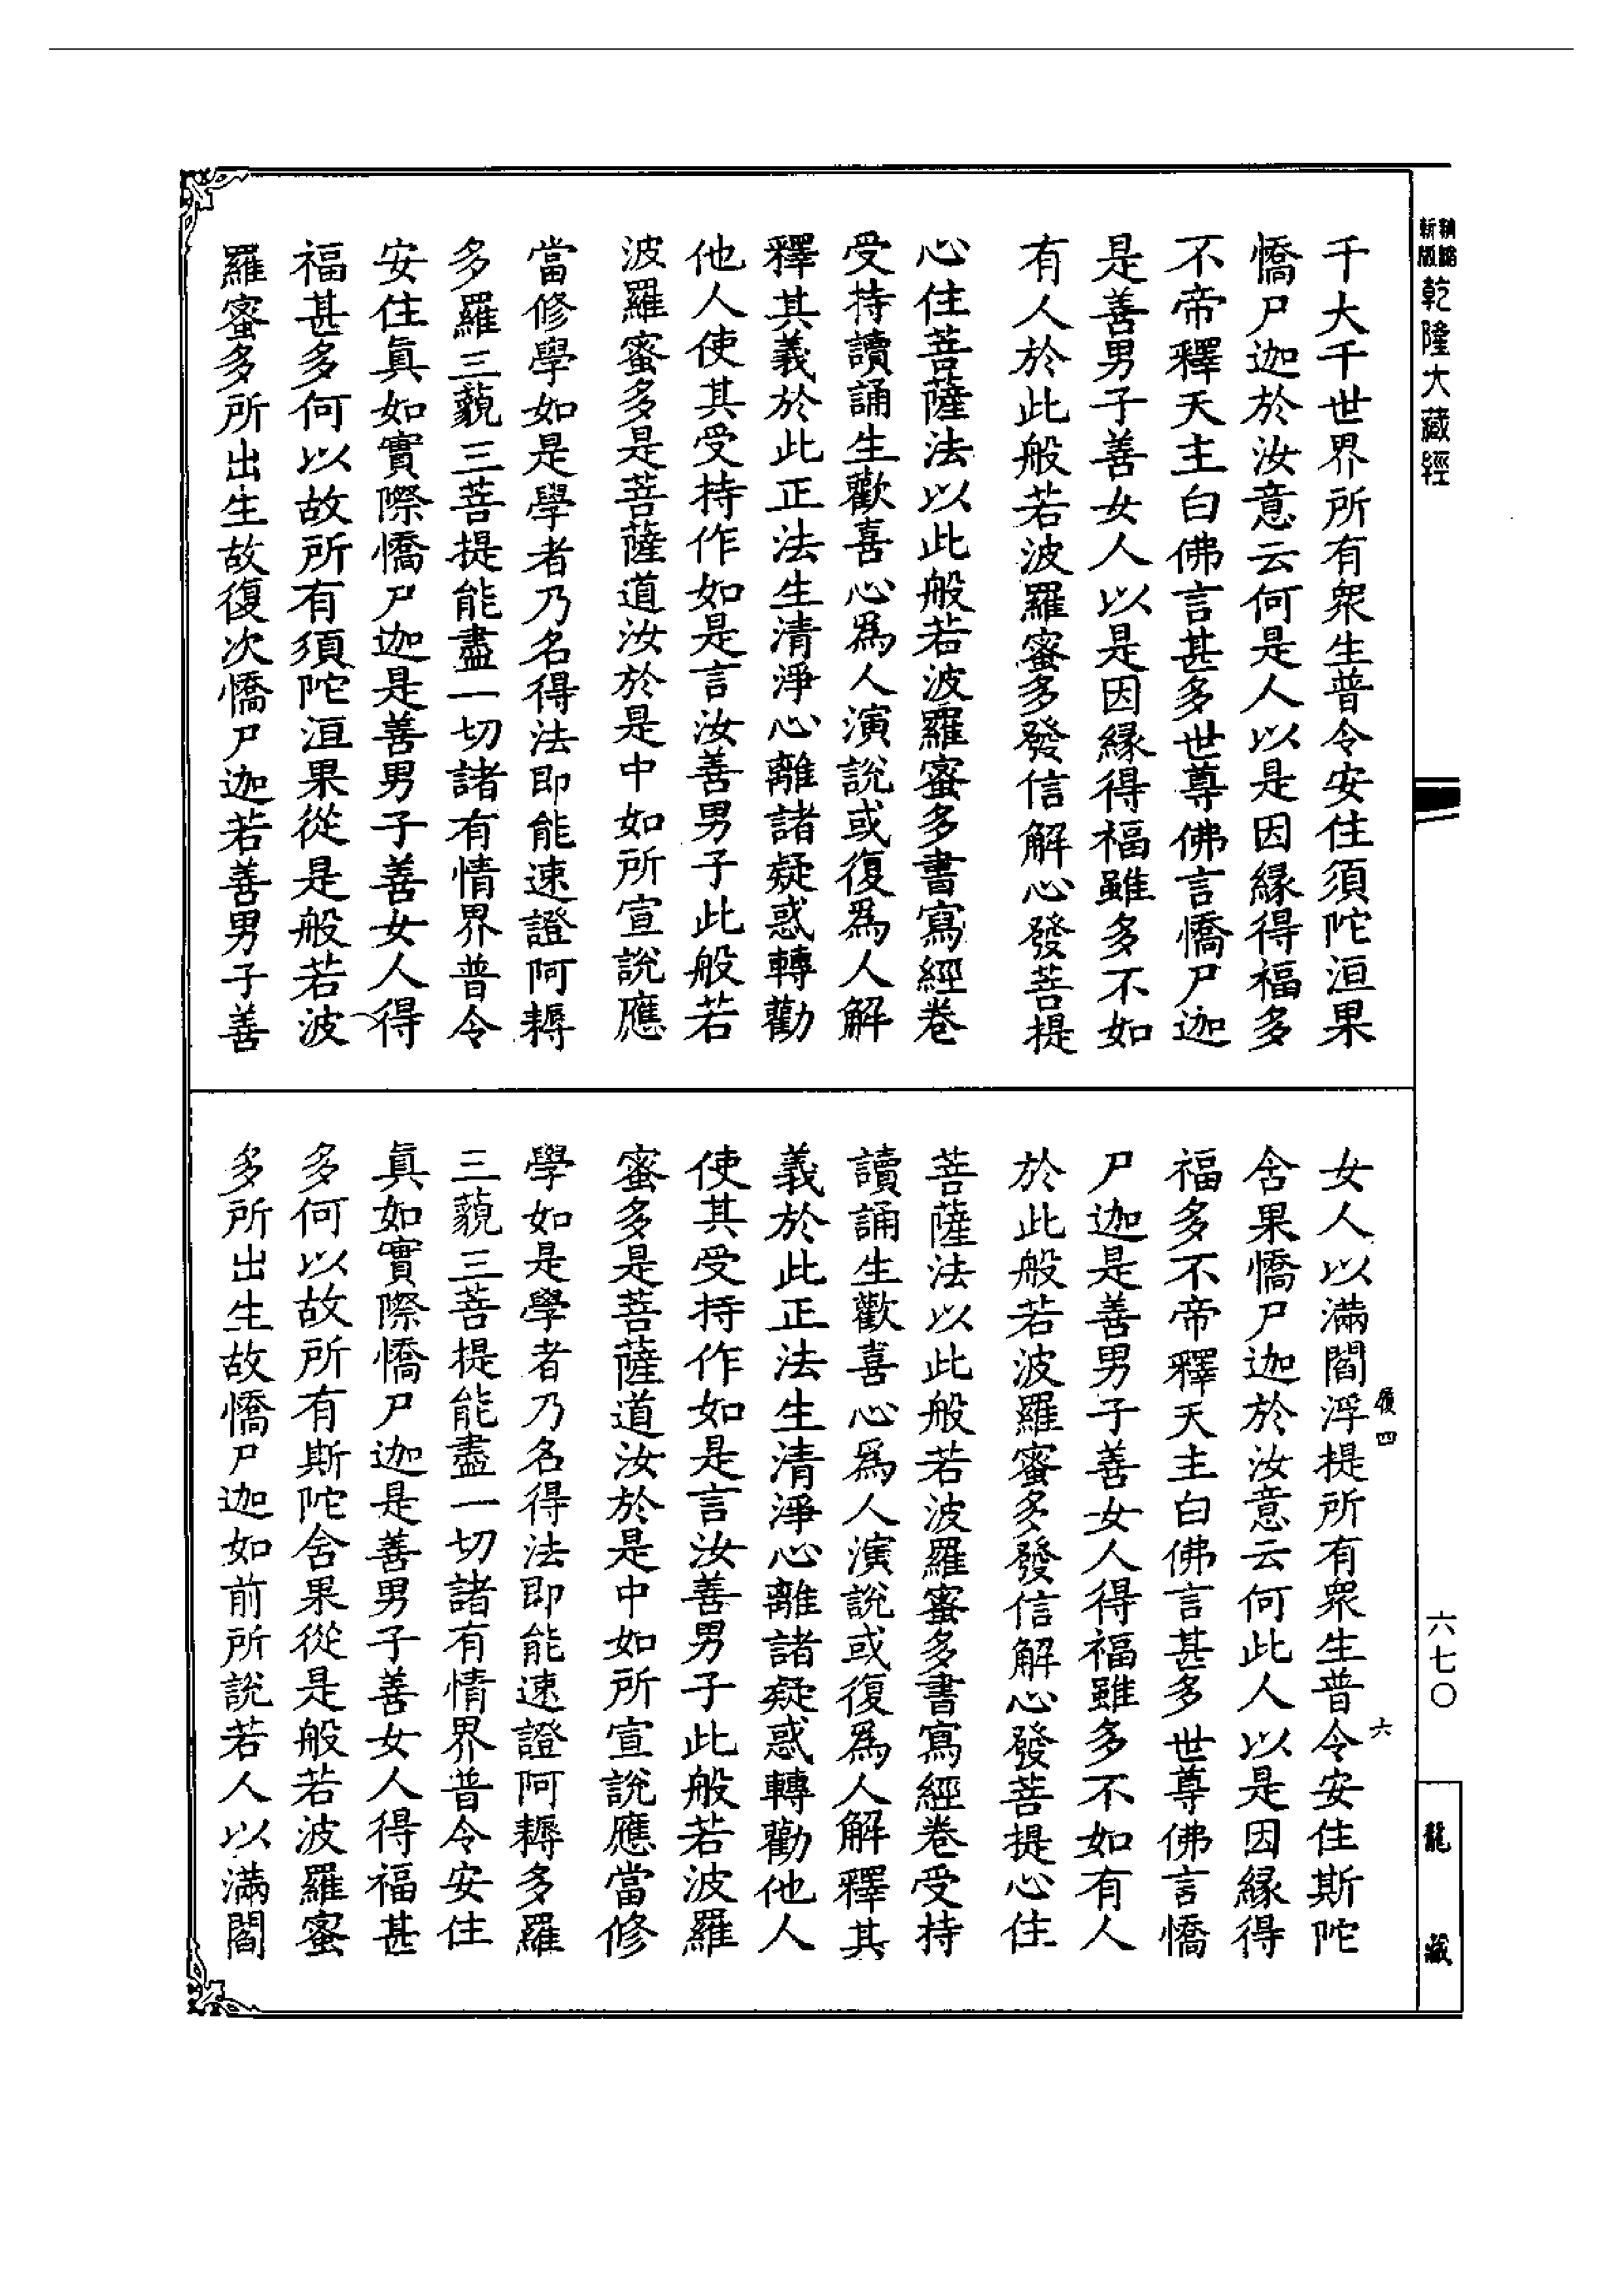 新版
精縮
乾隆大藏經
千大千世界所有眾生普令安住須陀洹果
憍尸迦於汝意云何是人以是因緣得福多
不帝釋天主白佛言甚多世尊佛言憍尸迦
是善男子善女人以是因緣得福雖多不如
有人於此般若波羅蜜多發信解心發菩提
心住菩薩法以此般若波羅蜜多書寫經卷
受持讀誦生歡喜心爲人演說或復爲人解
釋其義於此正法生清淨心離諸疑惑轉勸
他人使其受持作如是言汝善男子此般若
波羅蜜多是菩薩道汝於是中如所宣說應
當修學如是學者乃名得法即能速證阿耨
多羅三藐三菩提能盡一切諸有情界普令
安住眞如實際憍尸迦是善男子善女人得
福甚多何以故所有須陀洹果從是般若波
羅蜜多所出生故復次憍尸迦若善男子善
女人以滿閻浮提所有眾生普令安住斯陀
舍果憍尸迦於汝意云何此人以是因緣得
福多不帝釋天主白佛言甚多世尊佛言憍
尸迦是善男子善女人得福雖多不如有人
於此般若波羅蜜多發信解心發菩提心住
菩薩法以此般若波羅蜜多書寫經卷受持
讀誦生歡喜心爲人演說或復爲人解釋其
義於此正法生清淨心離諸疑惑轉勸他人
使其受持作如是言汝善男子此般若波羅
蜜多是菩薩道汝於是中如所宣說應當修
學如是學者乃名得法即能速證阿耨多羅
三藐三菩提能盡一切諸有情界普令安住
眞如實際憍尸迦是善男子善女人得福甚
多何以故所有斯陀舍果從是般若波羅蜜
多所出生故憍尸迦如前所說若人以滿閻
履四
六
六七〇
龍藏